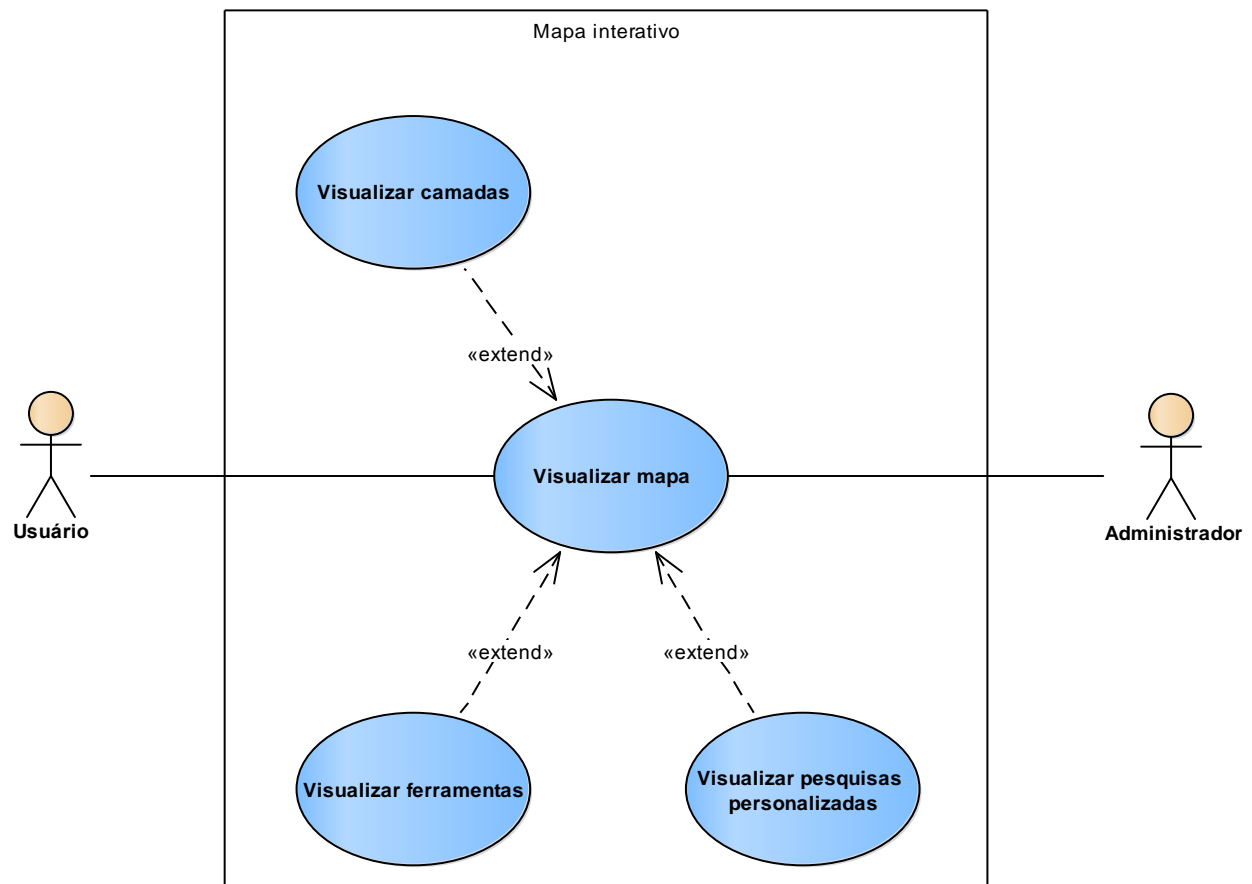 Mapa interativo
Visualizar camadas
«extend»
Visualizar mapa
Usuário
Administrador
«extend»
«extend»
Visualizar ferramentas
Visualizar pesquisas
personalizadas